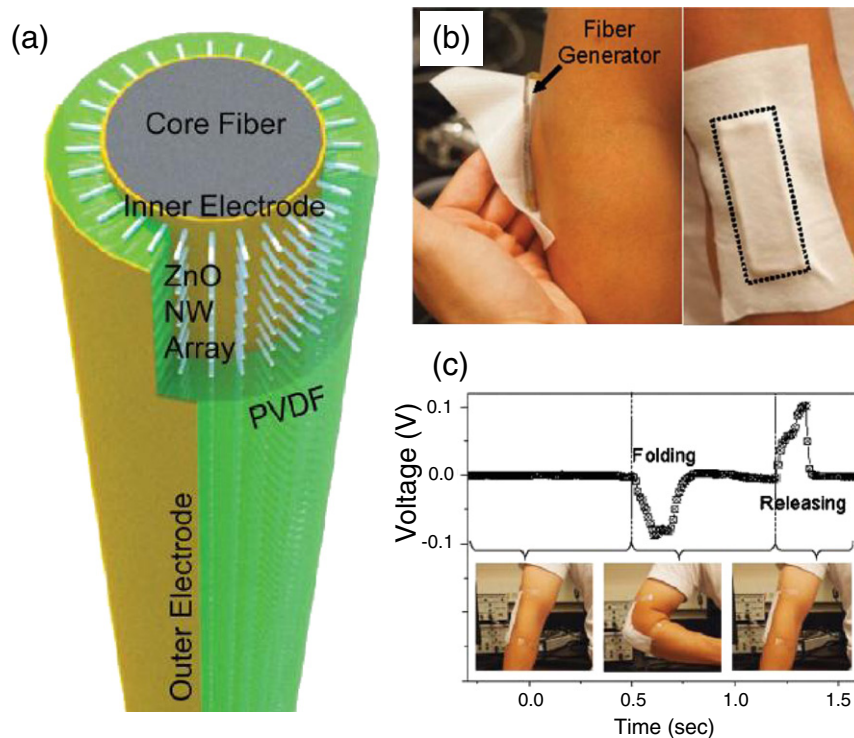 (a)
Core Fiber
Inner Electrode
ZnO
NW
Array
PVDF
Outer Electrode
(b)
Fiber
Generator
(c)
Voltage (V)
0.1
0.0
-0.1
Folding
Releasing
0.0
0.5
1.0
1.5
Time (sec)